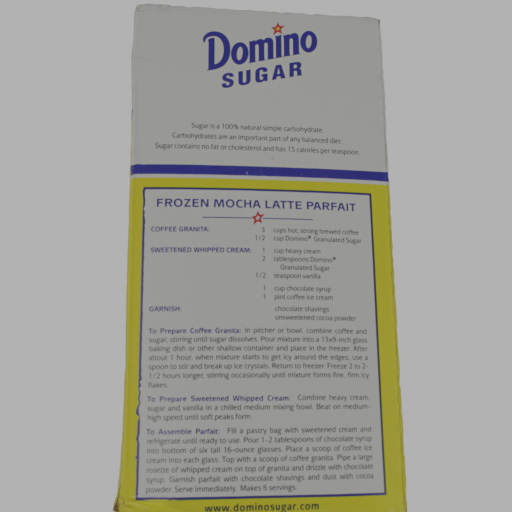 Domino
SUGAR
Sugar is a 100% natural simple carbohydrate.
Carbohydrates are an important part of any balanced diet.
Sugar contains no fat or cholesterol and has 15 calories per teaspoon.
FROZEN MOCHA LATTE PARFAIT
COFFEE GRANITA: 3 cups hot, strong brewed coffee
1/2 cup Domino® Granulated Sugar
SWEETENED WHIPPED CREAM: 1 cup heavy cream
2 tablespoons Domino®
Granulated Sugar
1/2 teaspoon vanilla
1 cup chocolate syrup
1 pint coffee ice cream
GARNISH: chocolate shavings
unsweetened cocoa powder
To Prepare Coffee Granita: In pitcher or bowl, combine coffee and
sugar, stirring until sugar dissolves. Pour mixture into a 13x9-inch glass
baking dish or other shallow container and place in the freezer. After
about 1 hour, when mixture starts to get icy around the edges, use a
spoon to stir and break up ice crystals. Return to freezer. Freeze 2 to 2-
1/2 hours longer, stirring occasionally until mixture forms fine, firm icy
flakes.
To Prepare Sweetened Whipped Cream: Combine heavy cream,
sugar and vanilla in a chilled medium mixing bowl. Beat on medium-
high speed until soft peaks form.
To Assemble Parfait: Fill a pastry bag with sweetened cream and
refrigerate until ready to use. Pour 1-2 tablespoons of chocolate syrup
into bottom of six tall 16-ounce glasses. Place a scoop of coffee ice
cream into each glass. Top with a scoop of coffee granita. Pipe a large
rosette of whipped cream on top of granita and drizzle with chocolate
syrup. Garnish parfait with chocolate shavings and dust with cocoa
powder. Serve immediately. Makes 6 servings.
www.dominosugar.com